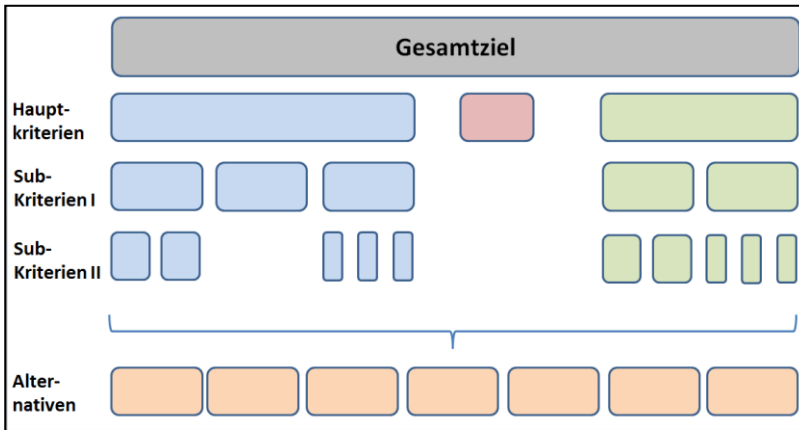 Gesamtziel
Haupt-
kriterien
Sub-
Kriterien I
Sub-
Kriterien II
Alter-
nativen